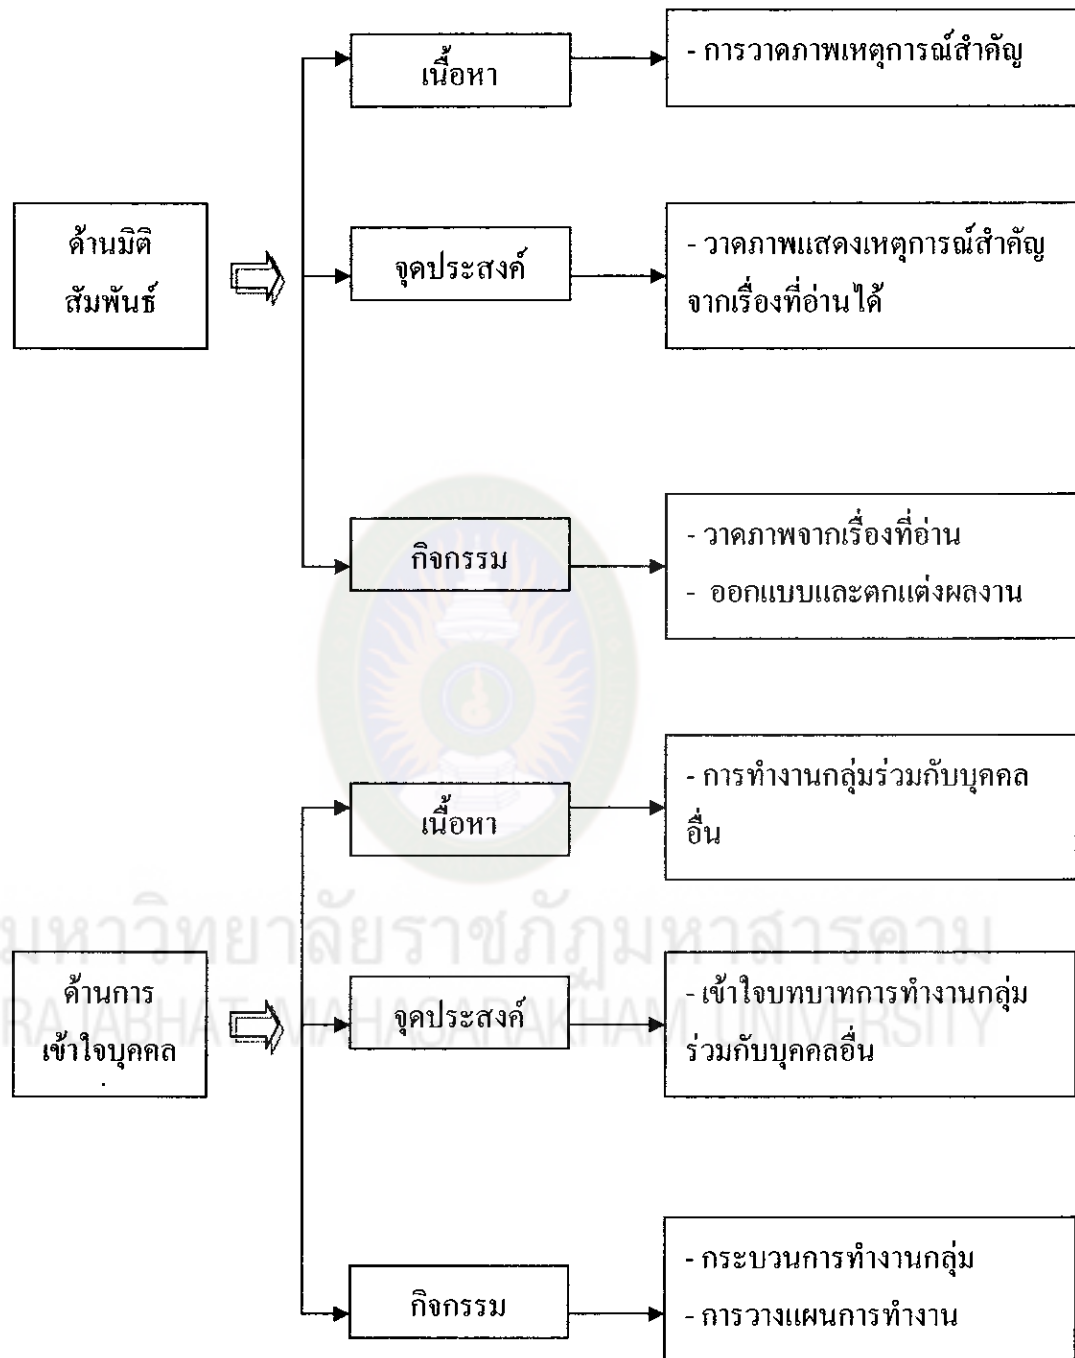 เนื้อหา
- การวาดภาพเหตุการณ์สำคัญ
ด้านมิติ
สัมพันธ์
จุดประสงค์
- วาดภาพแสดงเหตุการณ์สำคัญ
จากเรื่องที่อ่านได้
กิจกรรม
- วาดภาพจากเรื่องที่อ่าน
- ออกแบบและตกแต่งผลงาน
เนื้อหา
- การทำงานกลุ่มร่วมกับบุคคล
อื่น
มหาวิทยาลัยราชภัฏมหาสารคาม
ด้านการ
เข้าใจบุคคล
จุดประสงค์
- เข้าใจบทบาทการทำงานกลุ่ม
ร่วมกับบุคคลอื่น
RAJABHAT MAHASARAKHAM UNIVERSITY
กิจกรรม
- กระบวนการทำงานกลุ่ม
- การวางแผนการทำงาน